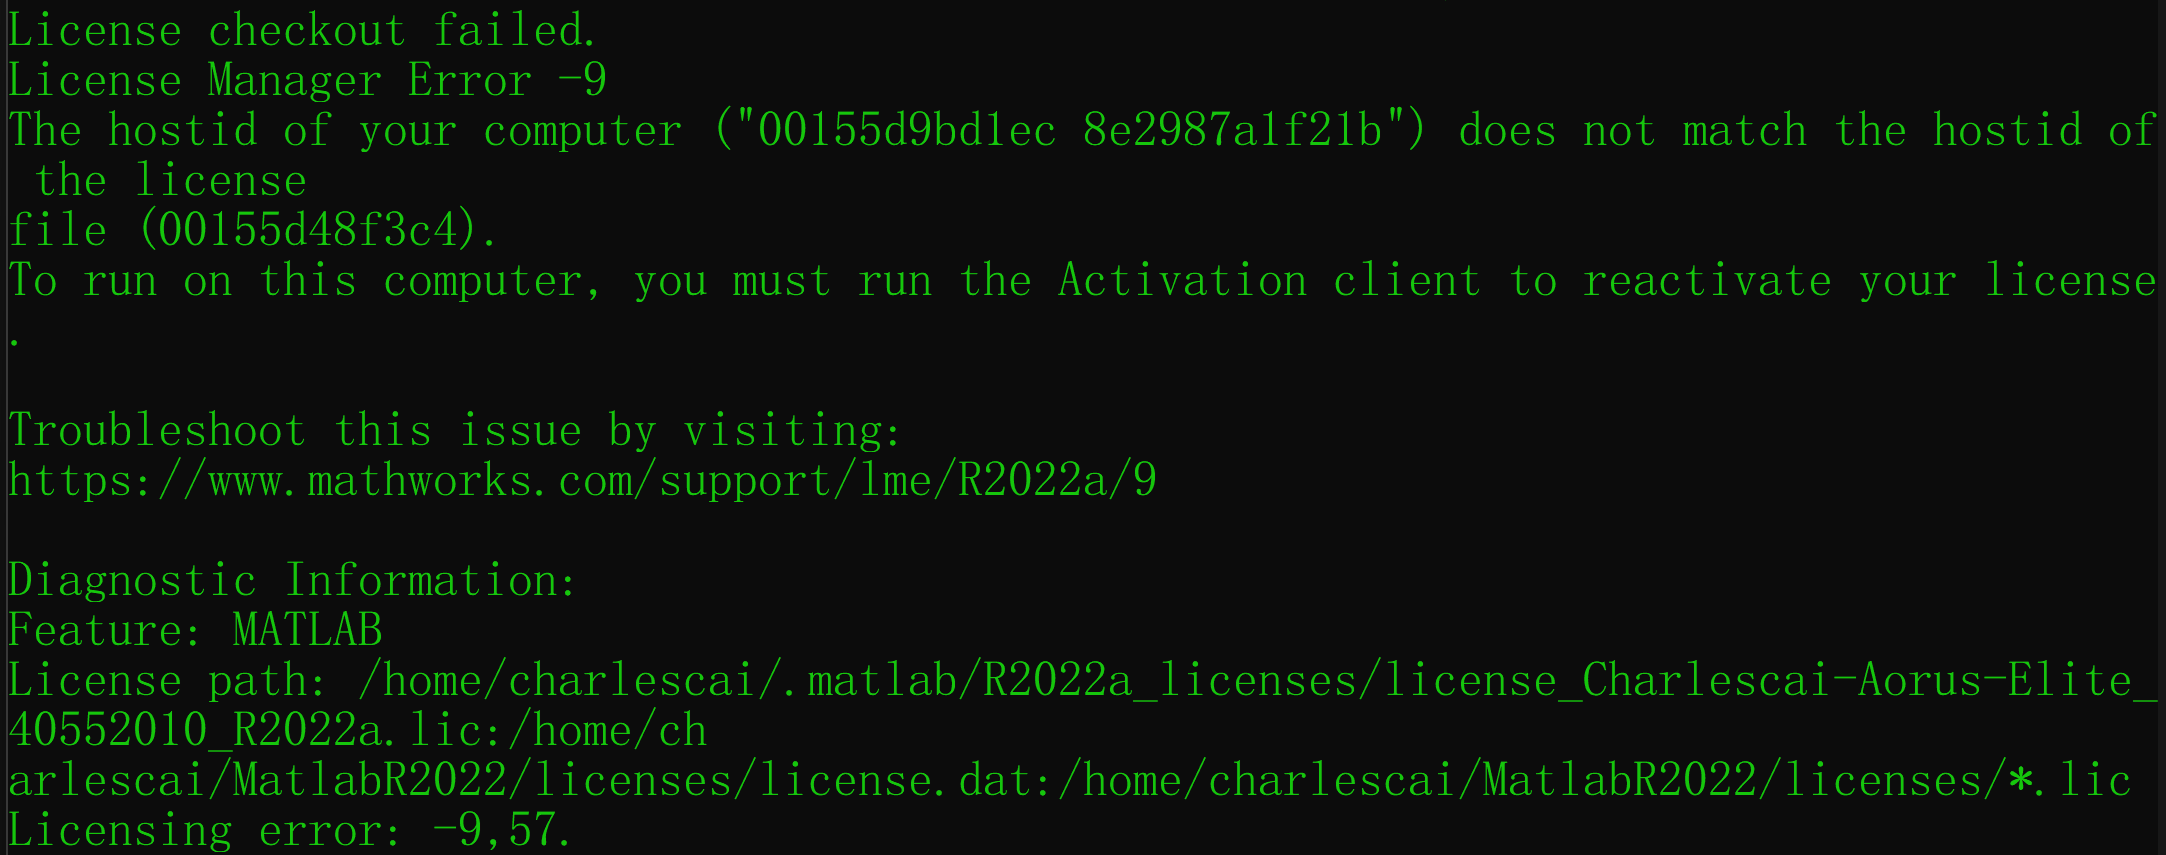 License checkout failed.
License Manager Error -9
The hostid of your computer ("00155d9bd1ec 8e2987a1f21b") does not match the hostid of
 the license
file (00155d48f3c4).
To run on this computer, you must run the Activation client to reactivate your license
.
Troubleshoot this issue by visiting:
https://www.mathworks.com/support/lme/R2022a/9
Diagnostic Information:
Feature: MATLAB
License path: /home/charlescai/.matlab/R2022a_licenses/license_Charlescai-Aorus-Elite_
40552010_R2022a.lic:/home/ch
arlescai/MatlabR2022/licenses/license.dat:/home/charlescai/MatlabR2022/licenses/*.lic
Licensing error: -9,57.